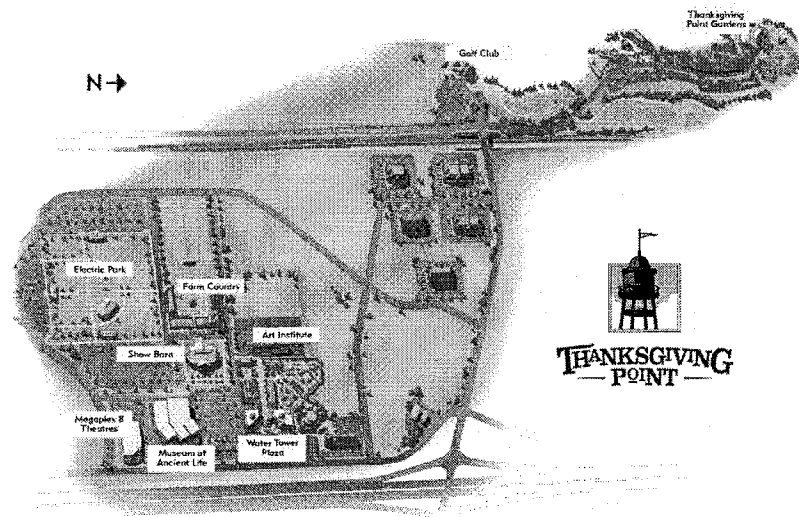 Thanksgiving
Point Gardens
Golf Club
N
Electric Park
Farm Country
Art Institute
Show Barn
Megaplex 8
Theatres
Museum of
Ancient Life
Water Tower
Plaza
THANKSGIVING
POINT